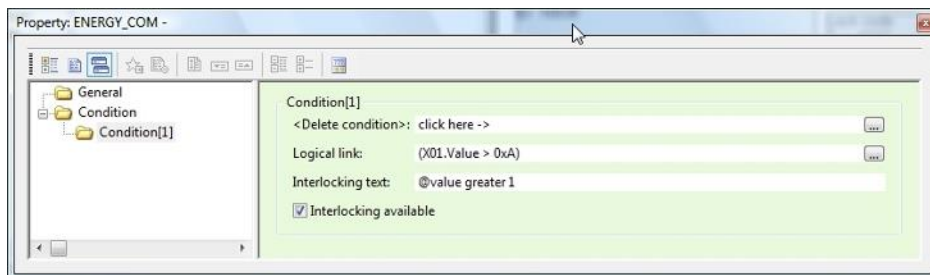 Property: ENERGY_COM -
General
Condition
Condition[1]
Condition[1]
<Delete condition>: click here ->
...
Logical link: (X01.Value > 0xA)
...
Interlocking text: @value greater 1
Interlocking available